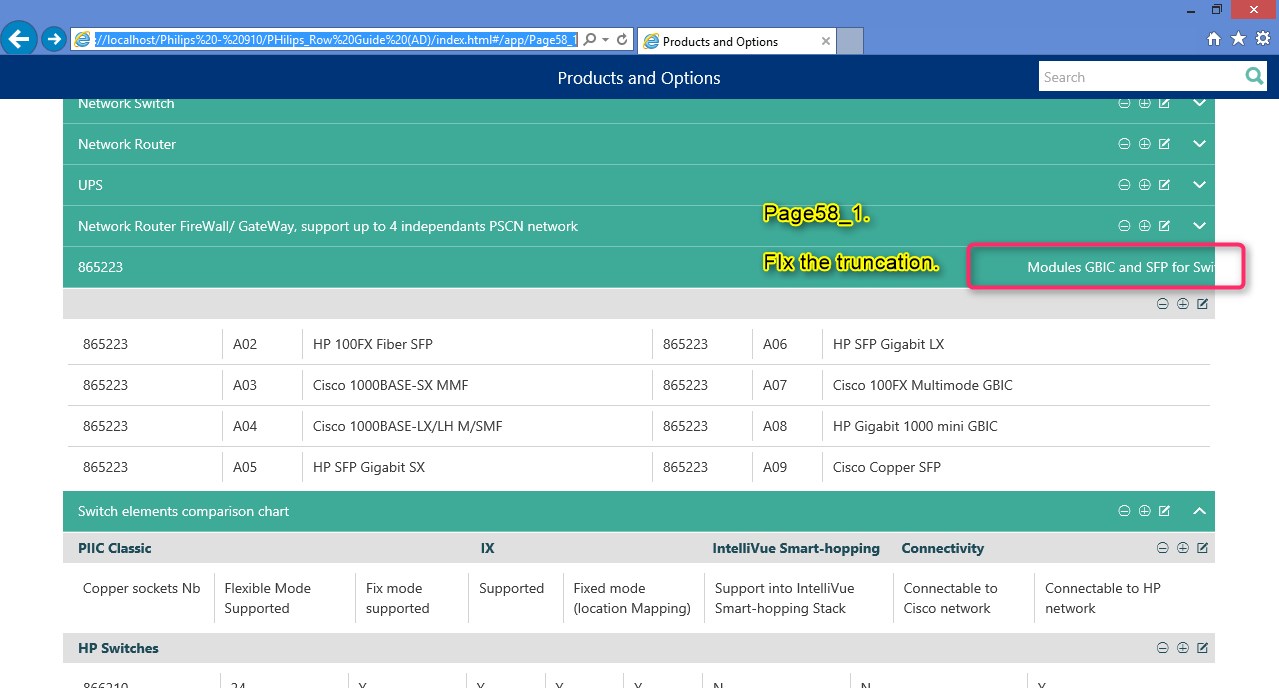 ://localhost/Philips%20-%20910/PHilips_Row%20Guide%20(AD)/index.html#/app/Page58_1
Products and Options
Products and Options
Search
Network Switch
Network Router
UPS
Page58_1.
Network Router FireWall/ GateWay, support up to 4 independants PSCN network
FIx the truncation.
865223 Modules GBIC and SFP for Swi
865223 A02 HP 100FX Fiber SFP 865223 A06 HP SFP Gigabit LX
865223 A03 Cisco 1000BASE-SX MMF 865223 A07 Cisco 100FX Multimode GBIC
865223 A04 Cisco 1000BASE-LX/LH M/SMF 865223 A08 HP Gigabit 1000 mini GBIC
865223 A05 HP SFP Gigabit SX 865223 A09 Cisco Copper SFP
Switch elements comparison chart
PIIC Classic IX IntelliVue Smart-hopping Connectivity
Copper sockets Nb Flexible Mode Fix mode Supported Fixed mode Support into IntelliVue Connectable to Connectable to HP
Supported supported (location Mapping) Smart-hopping Stack Cisco network network
HP Switches
866210 24 Y Y Y Y N N Y